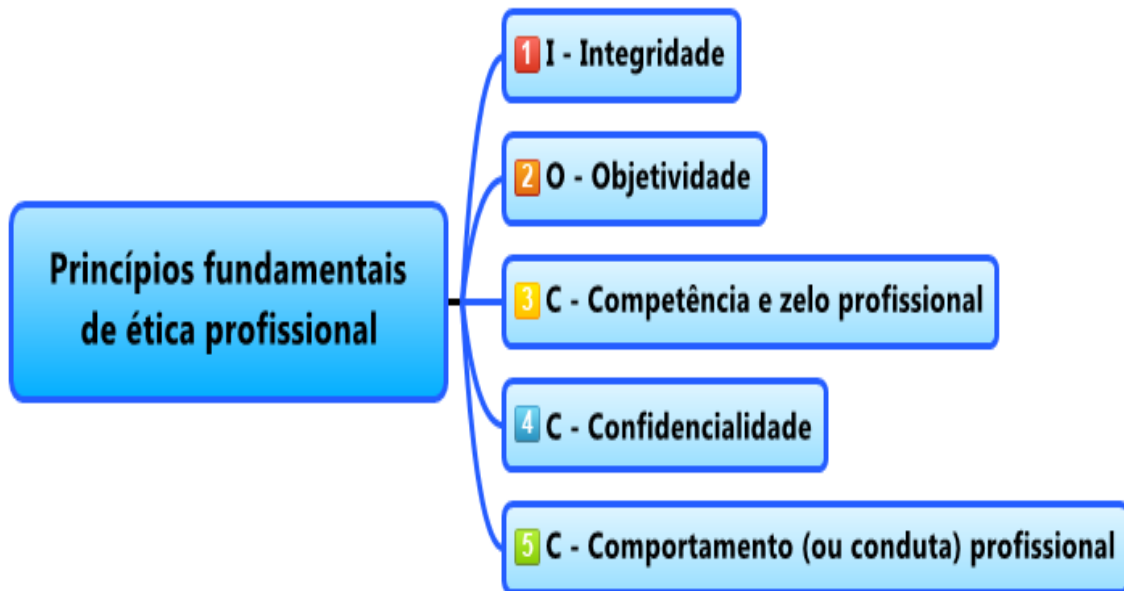 Princípios fundamentais
de ética profissional
1 I - Integridade
2 O - Objetividade
3 C - Competência e zelo profissional
4 C - Confidencialidade
5 C - Comportamento (ou conduta) profissional